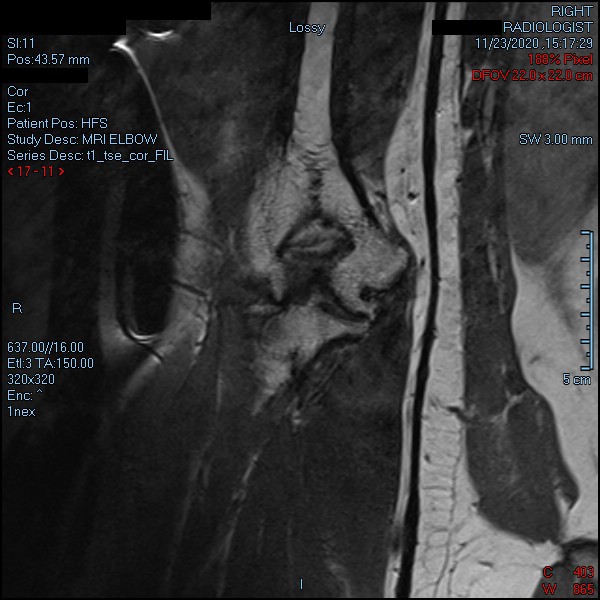 RIGHT
Lossy
RADIOLOGIST
SI:11
11/23/2020 ,15:17:29
Pos:43.57 mm
188% Pixel
DFOV 22.0 x 22.0 cm
Cor
Ec:1
Patient Pos: HFS
Study Desc: MRI ELBOW
SW 3.00 mm
Series Desc: t1_tse_cor_FIL
< 17 - 11 >
R
637.00//16.00
Etl:3 TA:150.00
320x320
5 cm
Enc: ^
1nex
I
C 403
W 865